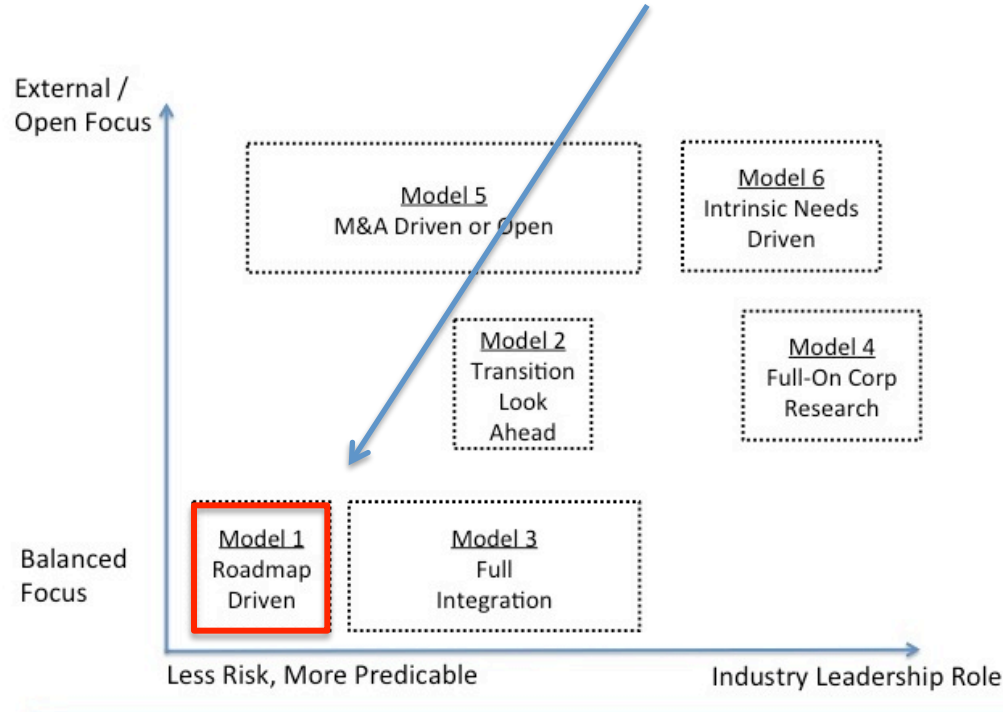 External /
Open Focus
Model 5
M&A Driven or Open
Model 6
Intrinsic Needs
Driven
Model 2
Transition
Look
Ahead
Model 4
Full-On Corp
Research
Balanced
Focus
Model 1
Roadmap
Driven
Model 3
Full
Integration
Less Risk, More Predicable
Industry Leadership Role